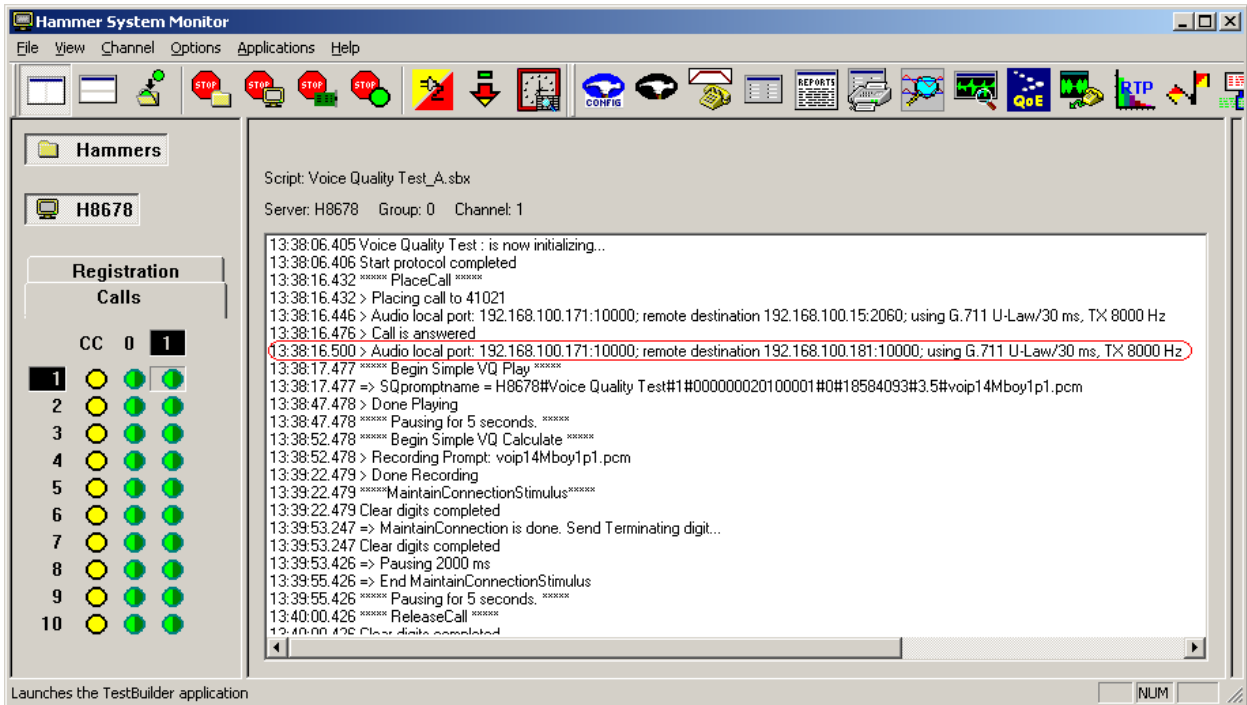 Hammer System Monitor
File View Channel Options Applications Help
STOP STOP STOP STOP CONFIG REPORTS QoE RTP
Hammers
H8678
Registration
Calls
CC 0 1
1
2
3
4
5
6
7
8
9
10
Script: Voice Quality Test_A.sbx
Server: H8678 Group: 0 Channel: 1
13:38:06.405 Voice Quality Test : is now initializing...
13:38:06.406 Start protocol completed
13:38:16.432 ***** PlaceCall *****
13:38:16.432 > Placing call to 41021
13:38:16.446 > Audio local port: 192.168.100.171:10000; remote destination 192.168.100.15:2060; using G.711 U-Law/30 ms, TX 8000 Hz
13:38:16.476 > Call is answered
13:38:16.500 > Audio local port: 192.168.100.171:10000; remote destination 192.168.100.181:10000; using G.711 U-Law/30 ms, TX 8000 Hz
13:38:17.477 ***** Begin Simple VQ Play *****
13:38:17.477 => SQpromptname = H8678#Voice Quality Test#1#000000020100001#0#18584093#3.5#voip14Mboy1p1.pcm
13:38:47.478 > Done Playing
13:38:47.478 ***** Pausing for 5 seconds. *****
13:38:52.478 ***** Begin Simple VQ Calculate *****
13:38:52.478 > Recording Prompt: voip14Mboy1p1.pcm
13:39:22.479 > Done Recording
13:39:22.479 *****MaintainConnectionStimulus*****
13:39:22.479 Clear digits completed
13:39:53.247 => MaintainConnection is done. Send Terminating digit...
13:39:53.247 Clear digits completed
13:39:53.426 => Pausing 2000 ms
13:39:55.426 => End MaintainConnectionStimulus
13:39:55.426 ***** Pausing for 5 seconds. *****
13:40:00.426 ***** ReleaseCall *****
13:40:00.426 Clear digits completed
Launches the TestBuilder application
NUM